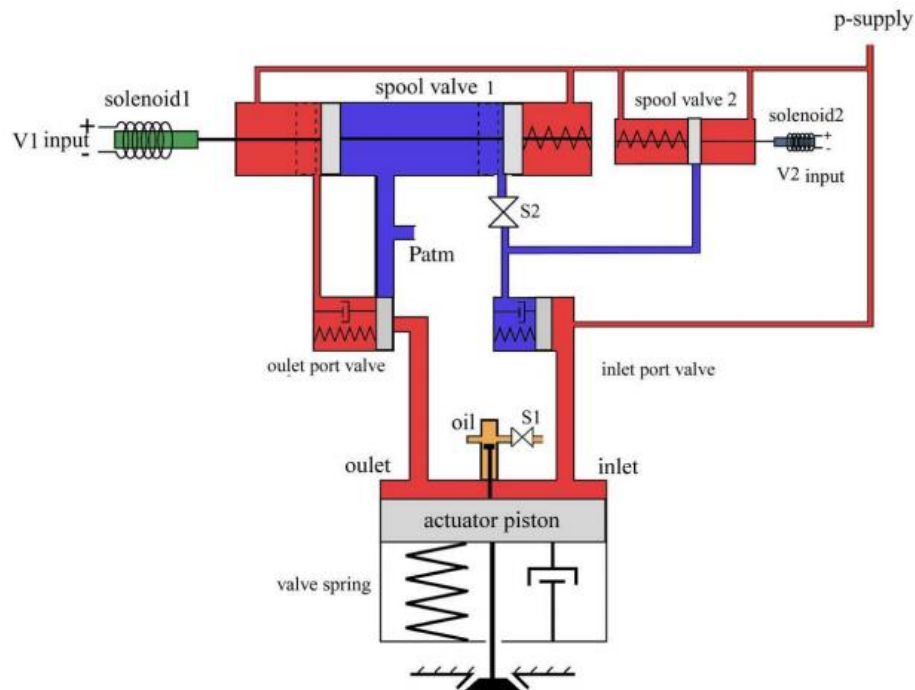 p-supply
spool valve 1
solenoid1
spool valve 2
solenoid2
V1 input
+
-
+
-
V2 input
S2
Patm
oulet port valve
inlet port valve
oil
S1
oulet
inlet
actuator piston
valve spring